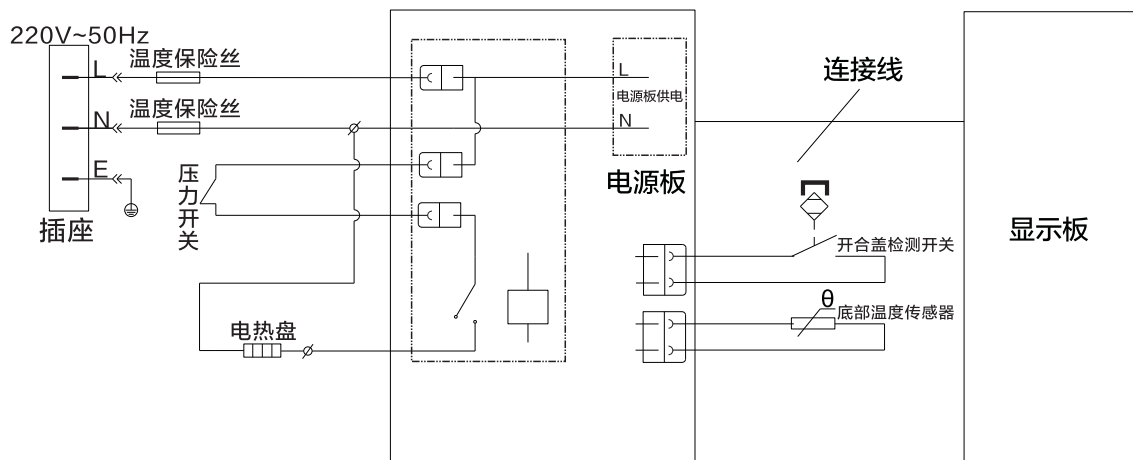 220V~50Hz
L
温度保险丝
N
温度保险丝
E
插座
压力开关
电热盘
L
电源板供电
N
电源板
连接线
开合盖检测开关
θ
底部温度传感器
显示板